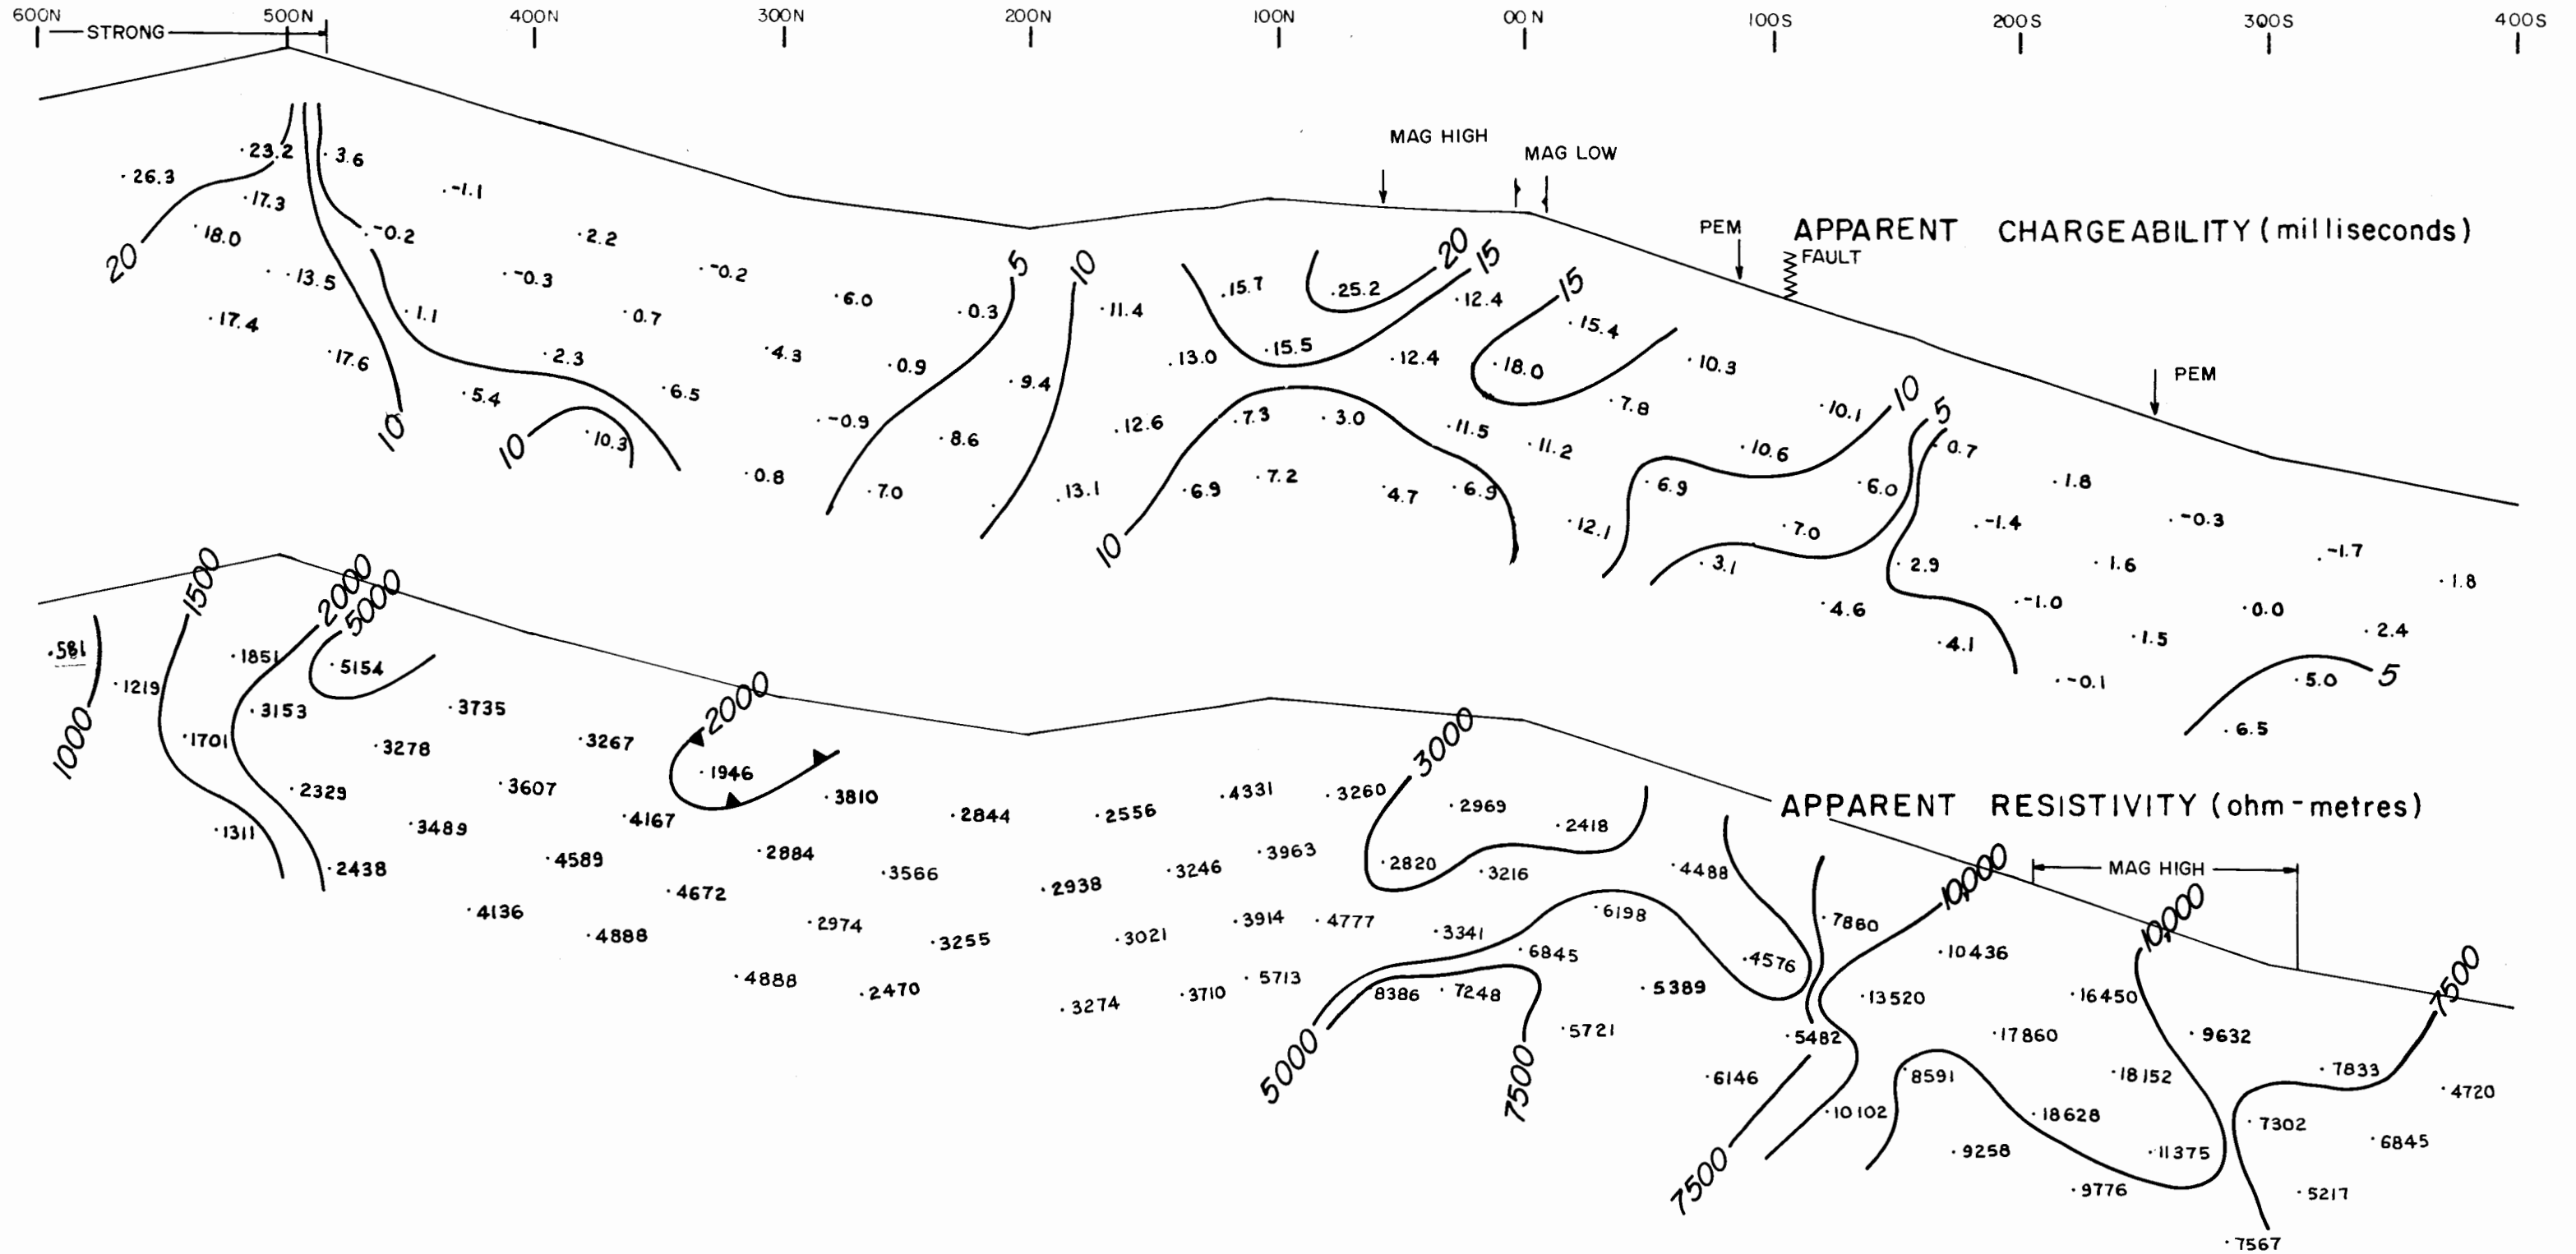 600N 500N 400N 300N 200N 100N 00N 100S 200S 300S 400S
STRONG
MAG HIGH
MAG LOW
23.2 3.6
26.3 -1.1
17.3
18.0 -0.2 2.2
PEM APPARENT CHARGEABILITY (milliseconds)
FAULT
20 13.5 -0.3 -0.2 5 10 15.7 25.2 20 15
6.0 12.4 15
17.4 1.1 0.7 0.3 11.4 15.4
17.6 2.3 4.3 0.9 13.0 15.5 12.4 18.0 10.3
PEM
5.4 6.5 9.4 10 5
10 10 10.3 -0.9 8.6 12.6 7.3 3.0 11.5 11.2 7.8 10.1
10.6 0.7
0.8 7.0 13.1 6.9 7.2 4.7 6.9 6.9 6.0 1.8
12.1 7.0 -1.4 -0.3
10 3.1 2.9 1.6 -1.7
1.8
4.6 -1.0 0.0
4.1 1.5 2.4
-0.1 5.0 5
6.5
1500 2000 5000
581 1851 5154
1219 3153 3735 2000
1000 1701 3278 3267 3000
1946
2329 3607 3810 4331 3260
APPARENT RESISTIVITY (ohm-metres)
1311 3489 4167 2844 2556 2969 2418
2438 4589 2884 3566 3246 3963 2820 3216 4488 10,000 MAG HIGH
4672 2938
4136 4888 2974 3255 3021 3914 4777 3341 6198 7860 10,000
6845 4576 10436
4888 2470 3274 3710 5713 8386 7248 5389 13520 16450 7500
5000 7500 5721 5482 17860 9632
6146 8591 18152 7833 4720
10102 18628 7302
7500 9258 11375 6845
9776 5217
7567